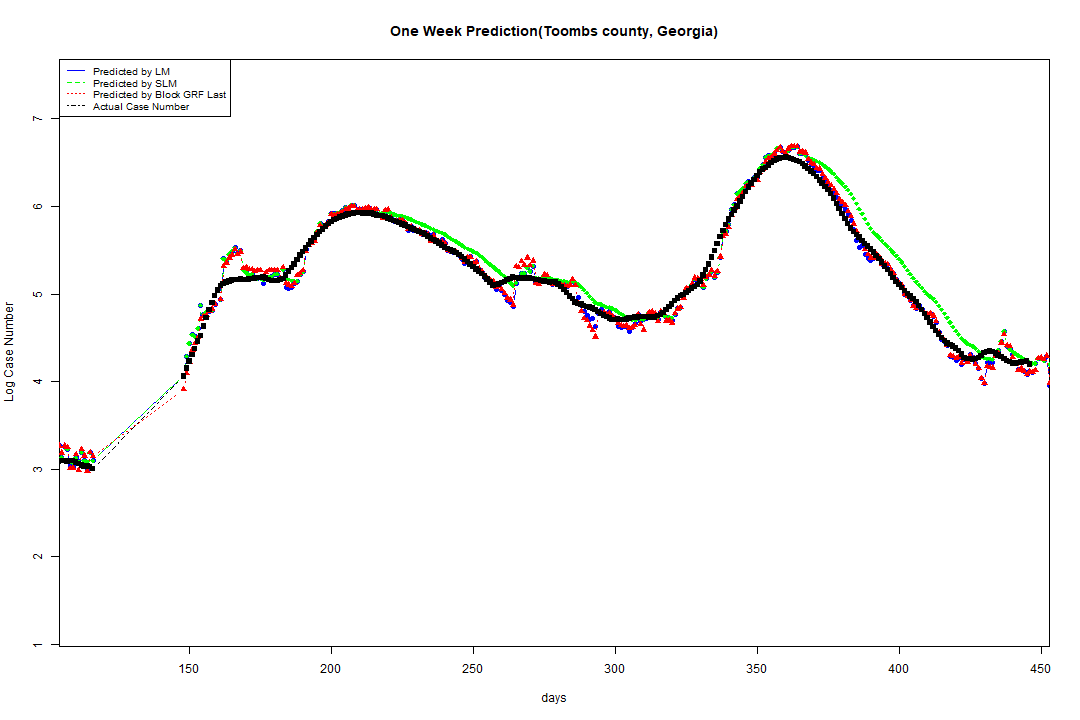 One Week Prediction(Toombs county, Georgia)
Predicted by LM
Predicted by SLM
Predicted by Block GRF Last
Actual Case Number
7
6
5
4
3
2
1
Log Case Number
150 200 250 300 350 400 450
days